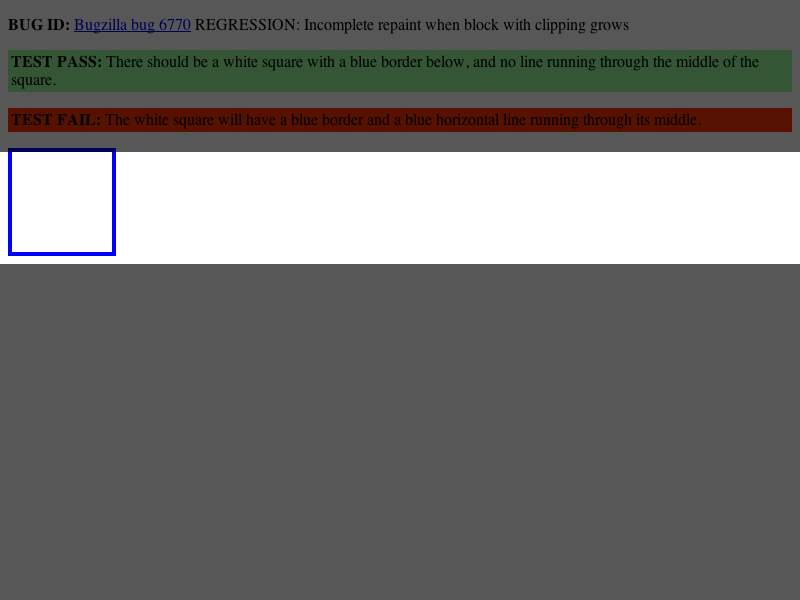 BUG ID: Bugzilla bug 6770 REGRESSION: Incomplete repaint when block with clipping grows
TEST PASS: There should be a white square with a blue border below, and no line running through the middle of the
square.
TEST FAIL: The white square will have a blue border and a blue horizontal line running through its middle.